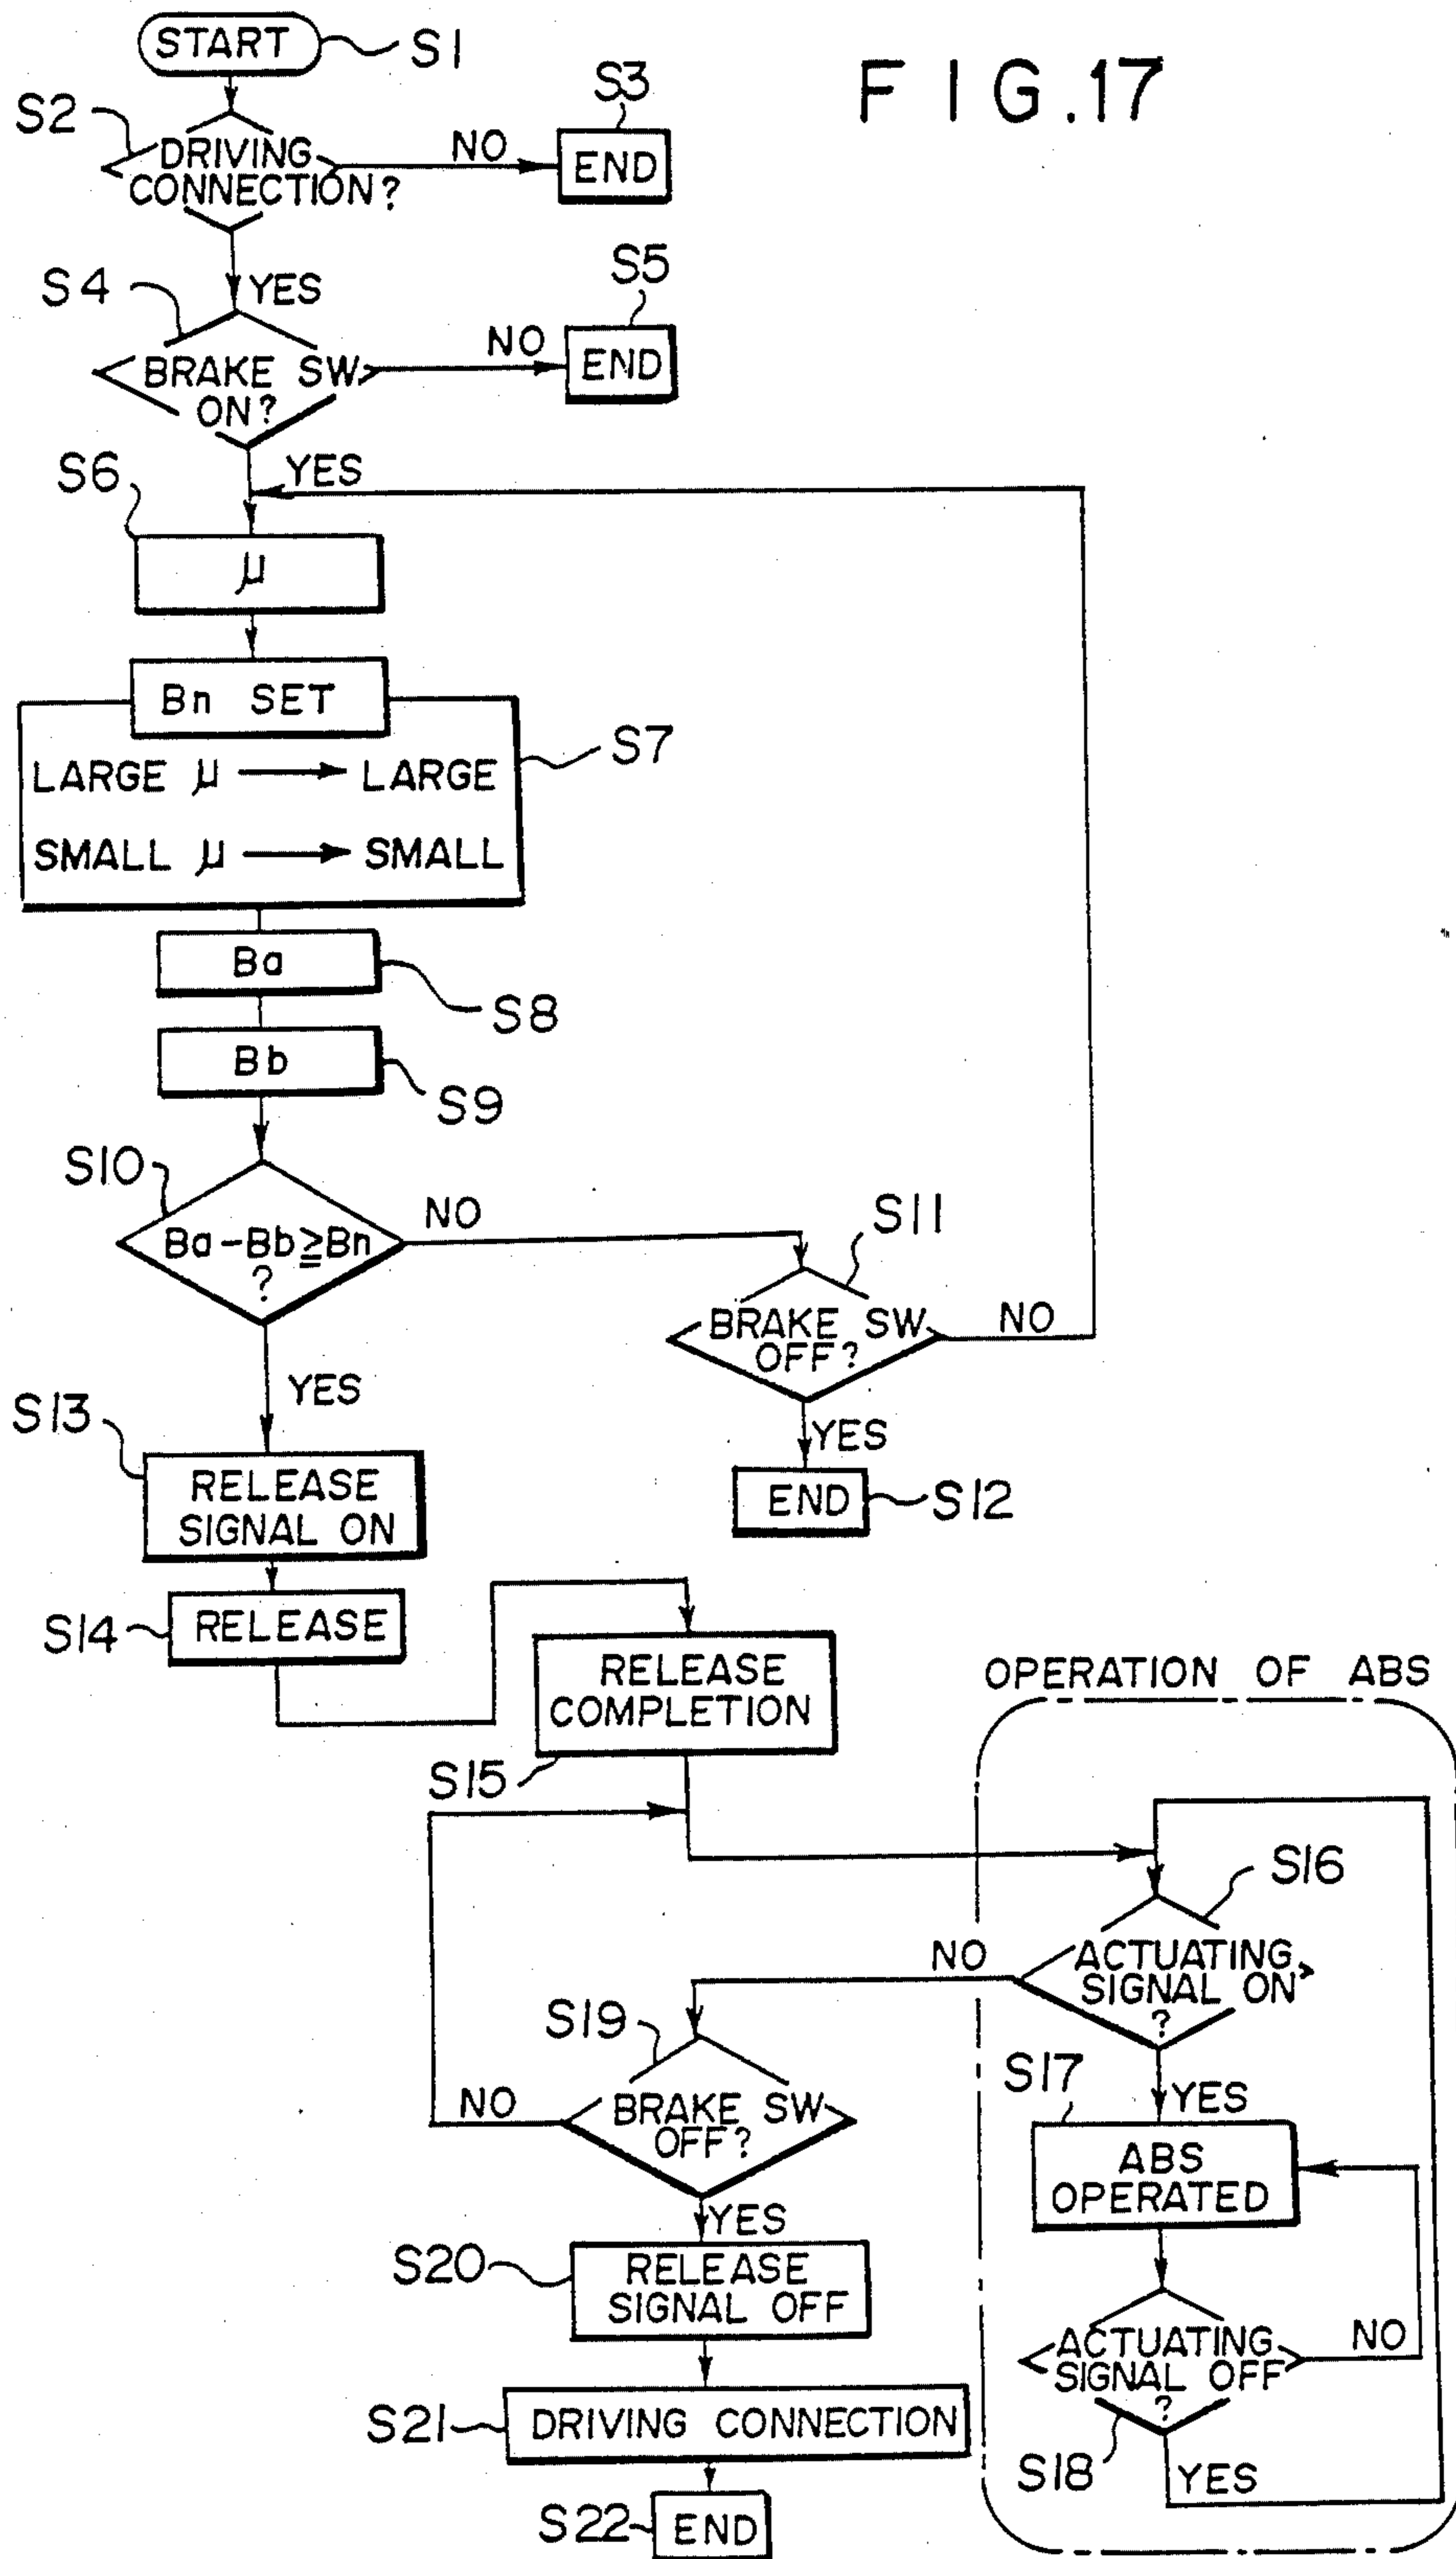 FIG.17
START
S1
S2
DRIVING
CONNECTION?
NO
S3
END
YES
S4
BRAKE SW
ON?
NO
S5
END
YES
S6
μ
Bn SET
LARGE μ → LARGE
SMALL μ → SMALL
S7
Ba
S8
Bb
S9
S10
Ba-Bb≧Bn
?
NO
S11
BRAKE SW
OFF?
NO
YES
END
S12
YES
S13
RELEASE
SIGNAL ON
S14
RELEASE
RELEASE
COMPLETION
S15
OPERATION OF ABS
S16
ACTUATING
SIGNAL ON
?
NO
YES
S17
ABS
OPERATED
ACTUATING
SIGNAL OFF
?
NO
S18
YES
S19
BRAKE SW
OFF?
NO
YES
S20
RELEASE
SIGNAL OFF
S21
DRIVING CONNECTION
S22
END